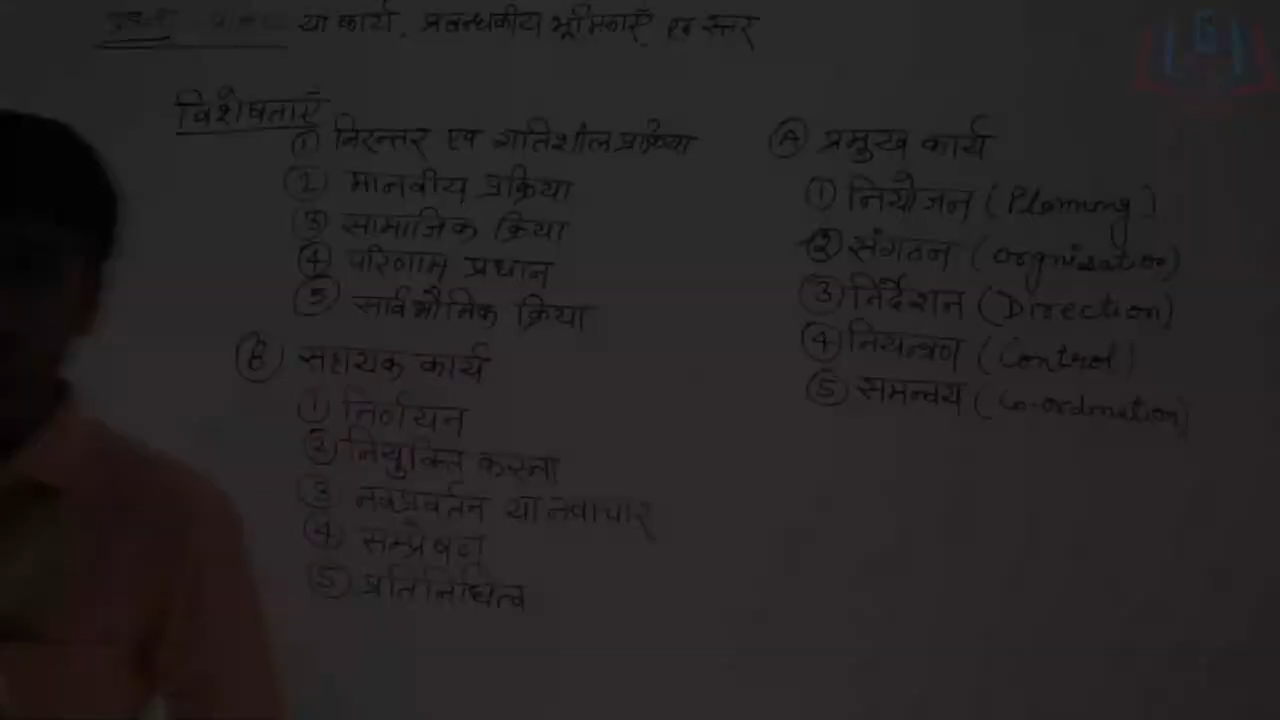 या कार्य, प्रबन्धकीय भूमिकाएँ एवं स्तर
विशेषताएँ
① निरन्तर एवं गतिशील प्रक्रिया
② मानवीय प्रक्रिया
③ सामाजिक क्रिया
④ परिणाम प्रधान
⑤ सार्वभौमिक क्रिया
Ⓑ सहायक कार्य
① निर्णयन
② नियुक्ति करना
③ नवप्रवर्तन या नवाचार
④ सम्प्रेषण
⑤ प्रतिनिधित्व
Ⓐ प्रमुख कार्य
① नियोजन (Planning)
② संगठन (Organisation)
③ निर्देशन (Direction)
④ नियन्त्रण (Control)
⑤ समन्वय (Co-ordination)